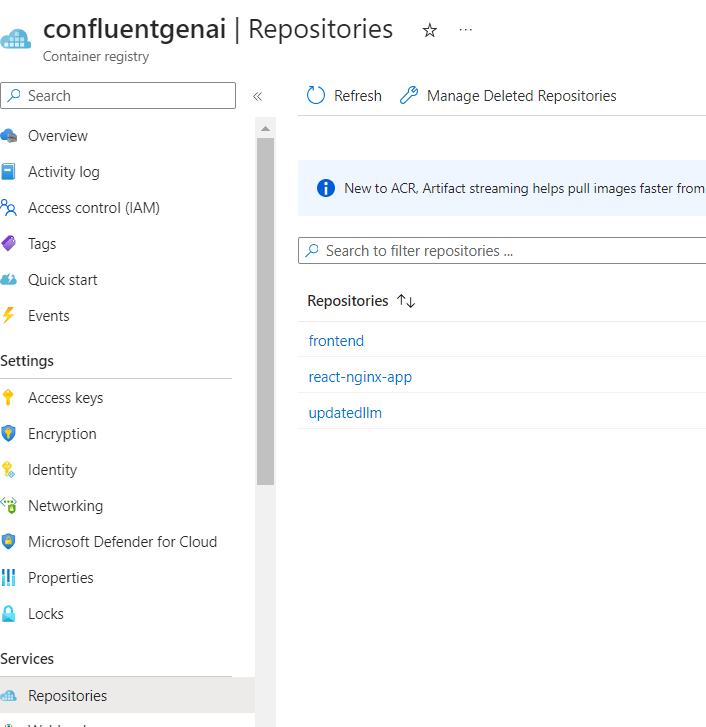 confluentgenai | Repositories
Container registry
Search
Overview
Activity log
Access control (IAM)
Tags
Quick start
Events
Settings
Access keys
Encryption
Identity
Networking
Microsoft Defender for Cloud
Properties
Locks
Services
Repositories
Refresh
Manage Deleted Repositories
New to ACR, Artifact streaming helps pull images faster from
Search to filter repositories ...
Repositories
frontend
react-nginx-app
updatedllm